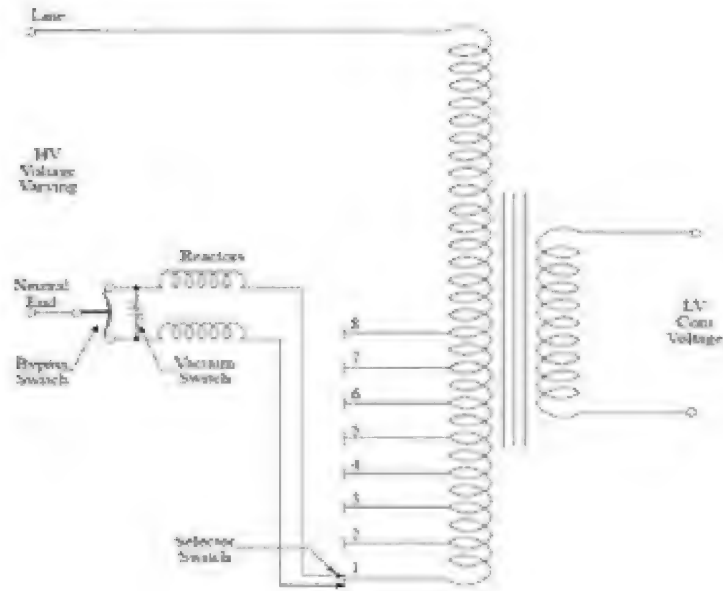 Line
HV
Voltage
Varying
Reactors
Neutral
End
Bypass
Switch
Vacuum
Switch
8
7
6
5
4
3
2
1
Selector
Switch
LV
Cons
Voltage